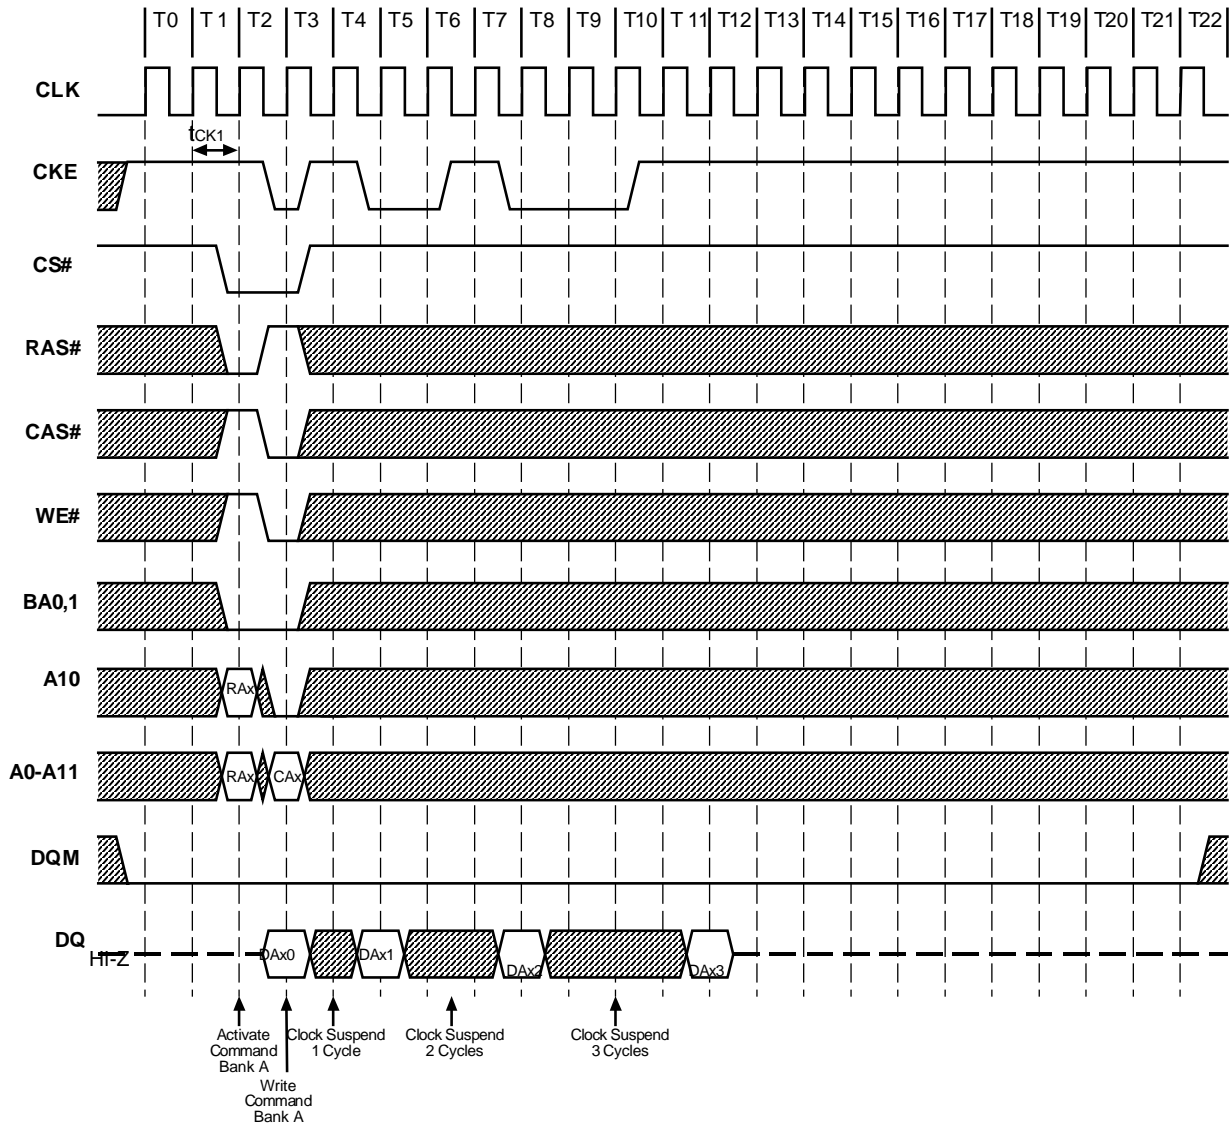 T0 T 1 T2 T3 T4 T5 T6 T7 T8 T9 T10 T 11 T12 T13 T14 T15 T16 T17 T18 T19 T20 T21 T22
CLK
tCK1
CKE
CS#
RAS#
CAS#
WE#
BA0,1
A10
RAx
A0-A11
RAx CAx
DQM
DQ
HI-Z
DAx0 DAx1 DAx2 DAx3
Activate
Command
Bank A
Write
Command
Bank A
Clock Suspend
1 Cycle
Clock Suspend
2 Cycles
Clock Suspend
3 Cycles